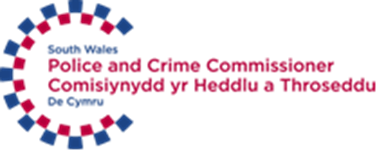 South Wales
Police and Crime Commissioner
Comisiynydd yr Heddlu a Throseddu
De Cymru